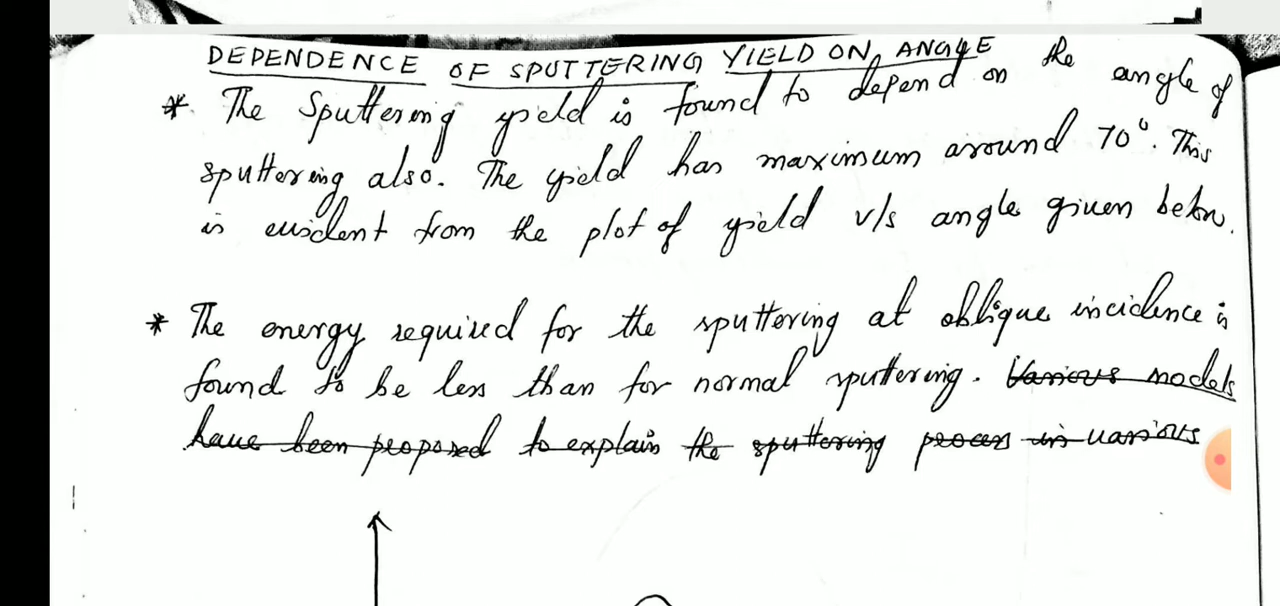 DEPENDENCE OF SPUTTERING YIELD ON ANGLE
* The Sputtering yield is found to depend on the angle of
sputtering also. The yield has maximum around 70°. This
is evident from the plot of yield v/s angle given below.
* The energy required for the sputtering at oblique incidence is
found to be less than for normal sputtering. Various models
have been proposed to explain the sputtering process in various